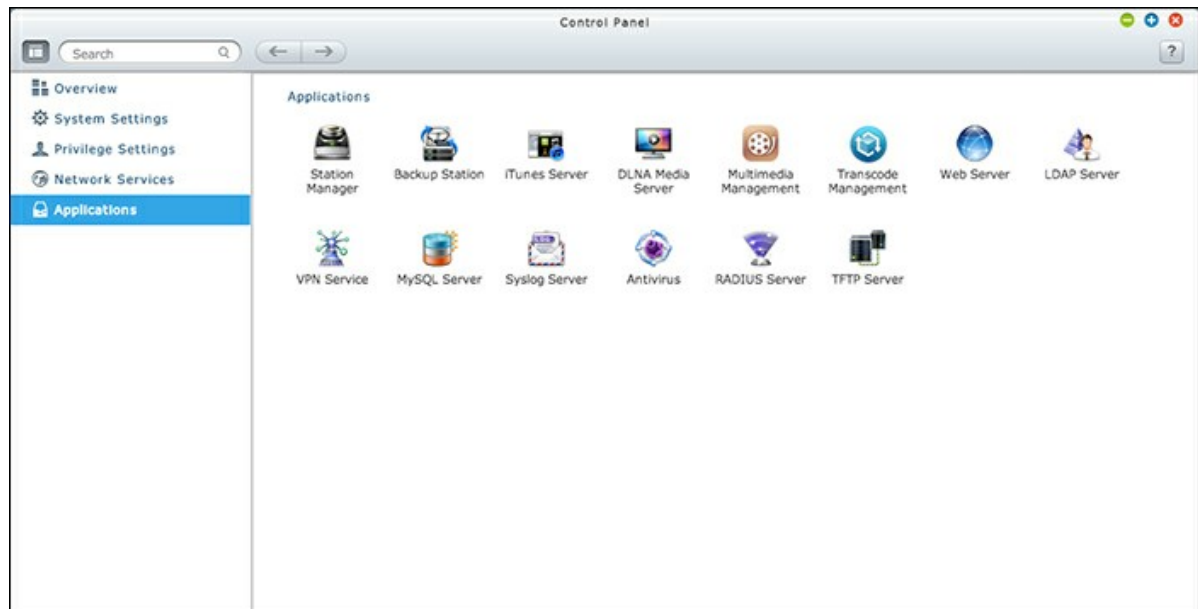 Control Panel
Search
?
Overview
System Settings
Privilege Settings
Network Services
Applications
Applications
Station Manager
Backup Station
iTunes Server
DLNA Media Server
Multimedia Management
Transcode Management
Web Server
LDAP Server
VPN Service
MySQL Server
Syslog Server
Antivirus
RADIUS Server
TFTP Server